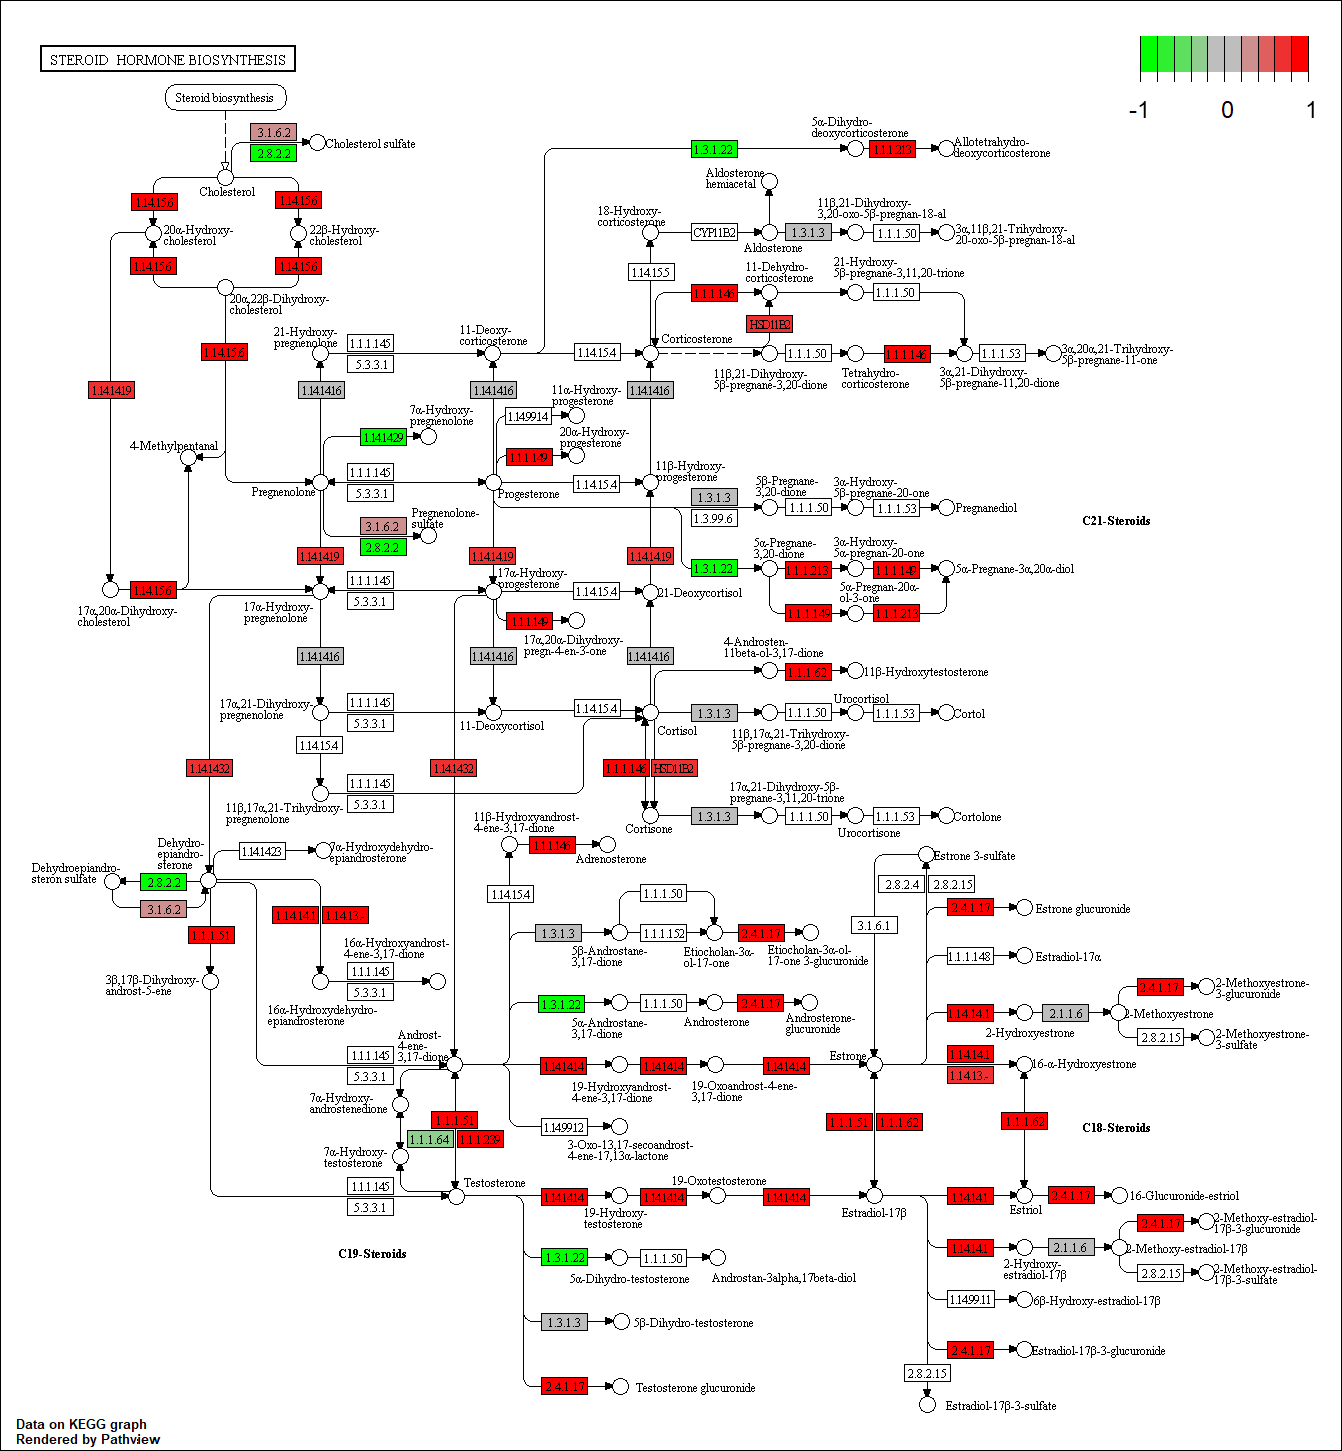 STEROID HORMONE BIOSYNTHESIS
-1 0 1
Steroid biosynthesis
3.1.6.2
2.8.2.2
Cholesterol sulfate
Cholesterol
1.14.15.6
1.14.15.6
20α-Hydroxy-
cholesterol
22β-Hydroxy-
cholesterol
1.14.15.6
1.14.15.6
20α,22β-Dihydroxy-
cholesterol
1.14.15.6
1.14.14.19
4-Methylpentanal
1.14.15.6
17α,20α-Dihydroxy-
cholesterol
1.3.1.22
5α-Dihydro-
deoxycorticosterone
1.1.1.213
Allotetrahydro-
deoxycorticosterone
Aldosterone
hemiacetal
18-Hydroxy-
corticosterone
CYP11B2
Aldosterone
1.3.1.3
11β,21-Dihydroxy-
3,20-oxo-5β-pregnan-18-al
1.1.1.50
3α,11β,21-Trihydroxy-
20-oxo-5β-pregnan-18-al
1.14.15.5
1.1.1.146
11-Dehydro-
corticosterone
21-Hydroxy-
5β-pregnane-3,11,20-trione
1.1.1.50
HSD11B2
21-Hydroxy-
pregnenolone
1.1.1.145
5.3.3.1
11-Deoxy-
corticosterone
1.14.15.4
Corticosterone
11β,21-Dihydroxy-
5β-pregnane-3,20-dione
1.1.1.50
Tetrahydro-
corticosterone
1.1.1.146
3α,21-Dihydroxy-
5β-pregnane-11,20-dione
1.1.1.53
3α,20α,21-Trihydroxy-
5β-pregnane-11-one
1.14.14.16
1.14.14.16
1.14.14.16
7α-Hydroxy-
pregnenolone
1.14.14.29
1.14.99.14
11α-Hydroxy-
progesterone
1.1.1.149
20α-Hydroxy-
progesterone
Pregnenolone
1.1.1.145
5.3.3.1
Progesterone
1.14.15.4
11β-Hydroxy-
progesterone
1.3.1.3
1.3.99.6
5β-Pregnane-
3,20-dione
1.1.1.50
3α-Hydroxy-
5β-pregnane-20-one
1.1.1.53
Pregnanediol
3.1.6.2
2.8.2.2
Pregnenolone-
sulfate
C21-Steroids
1.14.14.19
1.14.14.19
1.14.14.19
1.3.1.22
5α-Pregnane-
3,20-dione
1.1.1.213
3α-Hydroxy-
5α-pregnan-20-one
1.1.1.149
5α-Pregnane-3α,20α-diol
1.1.1.149
5α-Pregnan-20α-
ol-3-one
1.1.1.213
17α-Hydroxy-
pregnenolone
1.1.1.145
5.3.3.1
17α-Hydroxy-
progesterone
1.14.15.4
21-Deoxycortisol
1.1.1.149
17α,20α-Dihydroxy-
pregn-4-en-3-one
1.14.14.16
1.14.14.16
1.14.14.16
4-Androsten-
11beta-ol-3,17-dione
1.1.1.62
11β-Hydroxytestosterone
17α,21-Dihydroxy-
pregnenolone
1.1.1.145
5.3.3.1
11-Deoxycortisol
1.14.15.4
Cortisol
1.3.1.3
11β,17α,21-Trihydroxy-
5β-pregnane-3,20-dione
1.1.1.50
Urocortisol
1.1.1.53
Cortol
1.14.15.4
1.14.14.32
1.14.14.32
1.1.1.146
HSD11B2
11β,17α,21-Trihydroxy-
pregnenolone
1.1.1.145
5.3.3.1
Cortisone
1.3.1.3
17α,21-Dihydroxy-5β-
pregnane-3,11,20-trione
1.1.1.50
Urocortisone
1.1.1.53
Cortolone
11β-Hydroxyandrost-
4-ene-3,17-dione
1.1.1.146
Adrenosterone
Dehydro-
epiandro-
sterone
1.14.14.23
7α-Hydroxydehydro-
epiandrosterone
Dehydroepiandro-
steron sulfate
2.8.2.2
3.1.6.2
1.1.1.51
1.14.14.1
1.14.13.-
3β,17β-Dihydroxy-
androst-5-ene
16α-Hydroxydehydro-
epiandrosterone
16α-Hydroxyandrost-
4-ene-3,17-dione
1.1.1.145
5.3.3.1
1.14.15.4
1.3.1.3
5β-Androstane-
3,17-dione
1.1.1.50
1.1.1.152
Etiocholan-3α-
ol-17-one
2.4.1.17
Etiocholan-3α-ol-
17-one 3-glucuronide
1.3.1.22
5α-Androstane-
3,17-dione
1.1.1.50
Androsterone
2.4.1.17
Androsterone-
glucuronide
Estrone 3-sulfate
2.8.2.4
2.8.2.15
3.1.6.1
2.4.1.17
Estrone glucuronide
1.1.1.148
Estradiol-17α
1.14.14.1
2-Hydroxyestrone
2.1.1.6
2-Methoxyestrone
2.4.1.17
2-Methoxyestrone-
3-glucuronide
2.8.2.15
2-Methoxyestrone-
3-sulfate
1.1.1.145
5.3.3.1
Androst-
4-ene-
3,17-dione
1.14.14.14
19-Hydroxyandrost-
4-ene-3,17-dione
1.14.14.14
19-Oxoandrost-4-ene-
3,17-dione
1.14.14.14
Estrone
1.14.14.1
1.14.13.-
16-α-Hydroxyestrone
7α-Hydroxy-
androstenedione
1.1.1.51
1.1.1.64
1.1.1.239
7α-Hydroxy-
testosterone
1.14.99.12
3-Oxo-13,17-secoandrost-
4-ene-17,13α-lactone
1.1.1.51
1.1.1.62
1.1.1.62
C18-Steroids
1.1.1.145
5.3.3.1
Testosterone
1.14.14.14
19-Hydroxy-
testosterone
1.14.14.14
19-Oxotestosterone
1.14.14.14
Estradiol-17β
1.14.14.1
Estriol
2.4.1.17
16-Glucuronide-estriol
C19-Steroids
1.3.1.22
5α-Dihydro-testosterone
1.1.1.50
Androstan-3alpha,17beta-diol
1.14.14.1
2-Hydroxy-
estradiol-17β
2.1.1.6
2-Methoxy-estradiol-17β
2.4.1.17
2-Methoxy-estradiol-
17β-3-glucuronide
2.8.2.15
2-Methoxy-estradiol-
17β-3-sulfate
1.14.99.11
6β-Hydroxy-estradiol-17β
1.3.1.3
5β-Dihydro-testosterone
2.4.1.17
Estradiol-17β-3-glucuronide
2.4.1.17
Testosterone glucuronide
2.8.2.15
Estradiol-17β-3-sulfate
Data on KEGG graph
Rendered by Pathview